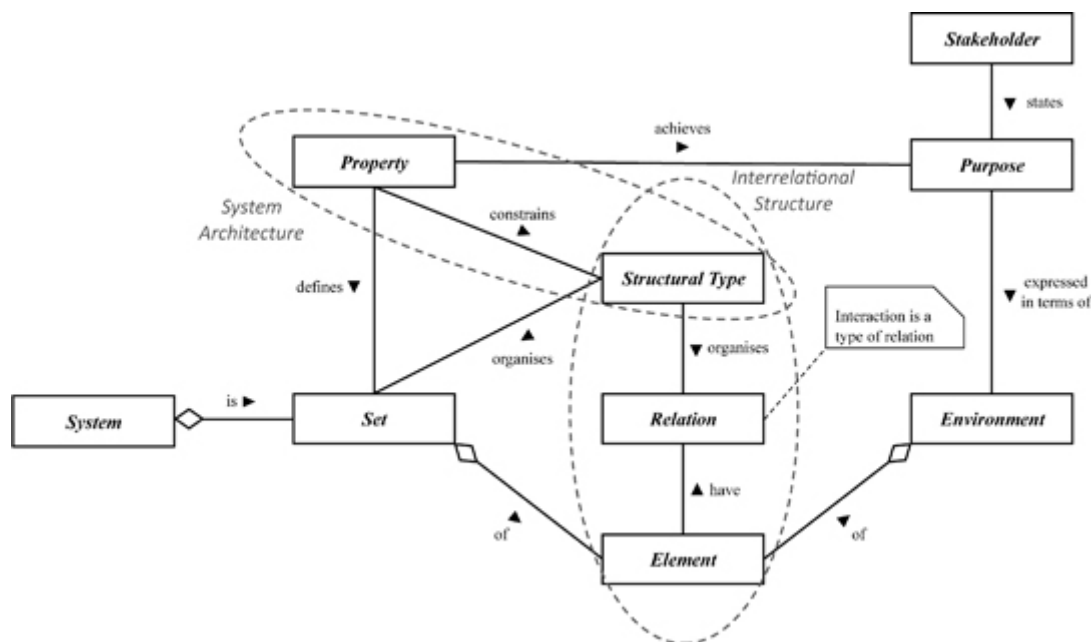 Stakeholder
states
achieves
Property
Purpose
Interrelational
Structure
System
Architecture
constrains
Structural Type
defines
expressed
in terms of
Interaction is a
type of relation
organises
organises
is
System
Set
Relation
Environment
have
of
of
Element